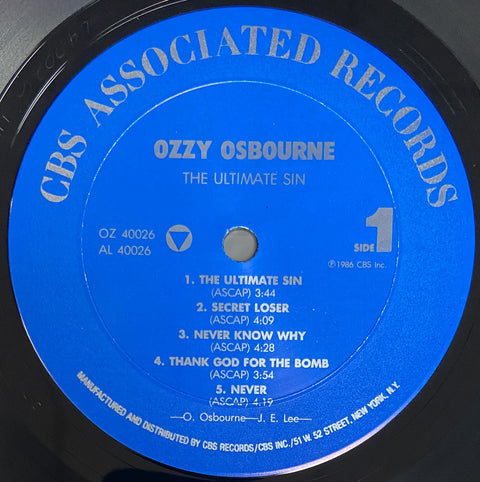 CBS ASSOCIATED RECORDS
OZZY OSBOURNE
THE ULTIMATE SIN
OZ 40026
AL 40026
SIDE 1
℗1986 CBS Inc.
1. THE ULTIMATE SIN
(ASCAP) 3:44
2. SECRET LOSER
(ASCAP) 4:09
3. NEVER KNOW WHY
(ASCAP) 4:28
4. THANK GOD FOR THE BOMB
(ASCAP) 3:54
5. NEVER
(ASCAP) 4:19
—O. Osbourne—J. E. Lee—
MANUFACTURED AND DISTRIBUTED BY CBS RECORDS/CBS INC./51 W. 52 STREET, NEW YORK, N.Y.